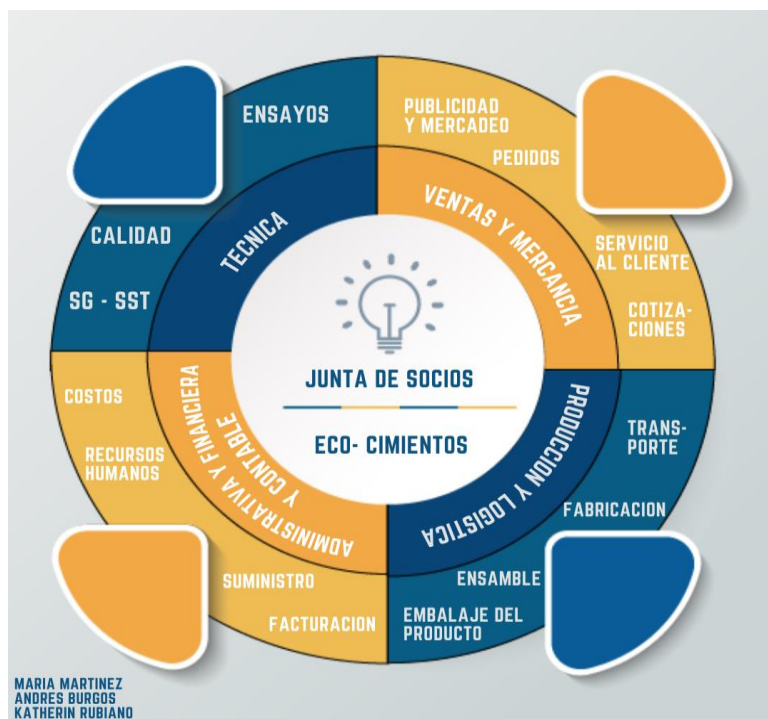 ENSAYOS
CALIDAD
SG - SST
TECNICA
PUBLICIDAD
Y MERCADEO
PEDIDOS
SERVICIO
AL CLIENTE
COTIZA-
CIONES
VENTAS Y MERCANCIA
JUNTA DE SOCIOS
ECO- CIMIENTOS
COSTOS
RECURSOS
HUMANOS
SUMINISTRO
FACTURACION
ADMINISTRATIVA Y FINANCIERA
Y CONTABLE
PRODUCCION Y LOGISTICA
TRANS-
PORTE
FABRICACION
ENSAMBLE
EMBALAJE DEL
PRODUCTO
MARIA MARTINEZ
ANDRES BURGOS
KATHERIN RUBIANO